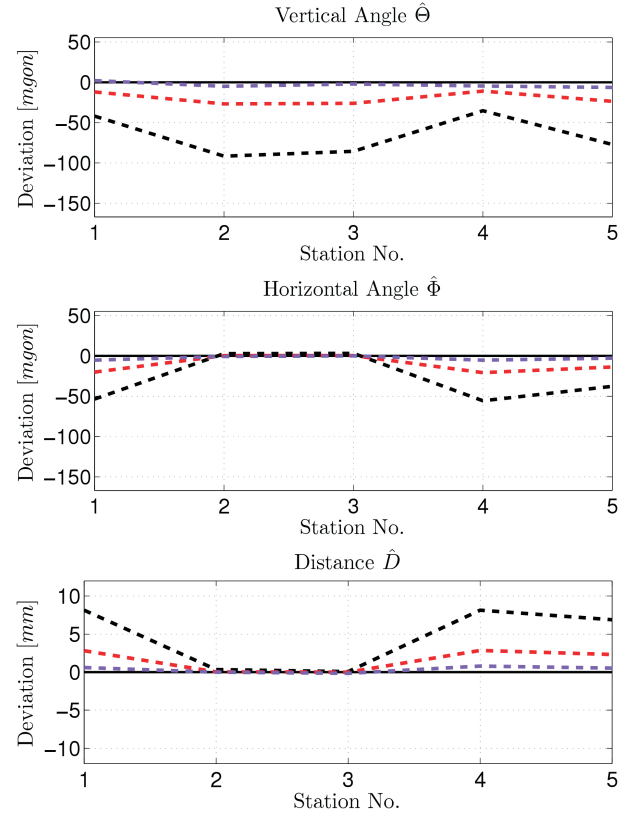 Vertical Angle Θ̂
Deviation [mgon]
50
0
−50
−100
−150
1 2 3 4 5
Station No.
Horizontal Angle Φ̂
Deviation [mgon]
50
0
−50
−100
−150
1 2 3 4 5
Station No.
Distance D̂
Deviation [mm]
10
5
0
−5
−10
1 2 3 4 5
Station No.